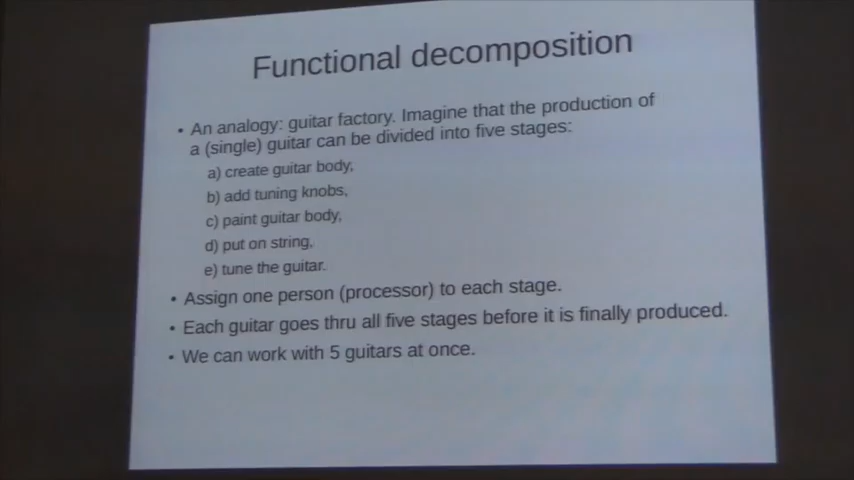 Functional decomposition
• An analogy: guitar factory. Imagine that the production of
a (single) guitar can be divided into five stages:
a) create guitar body,
b) add tuning knobs,
c) paint guitar body,
d) put on string,
e) tune the guitar.
• Assign one person (processor) to each stage.
• Each guitar goes thru all five stages before it is finally produced.
• We can work with 5 guitars at once.